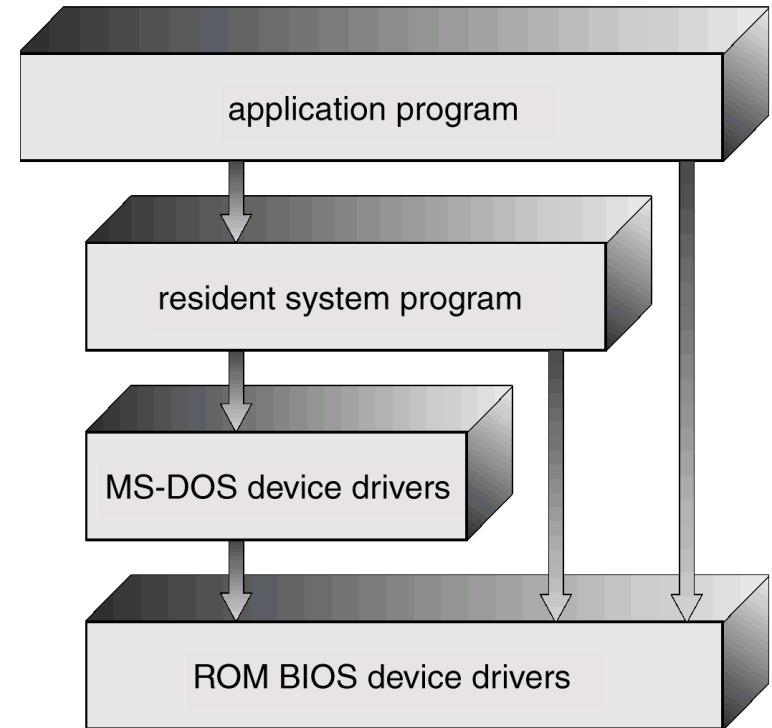 application program
resident system program
MS-DOS device drivers
ROM BIOS device drivers